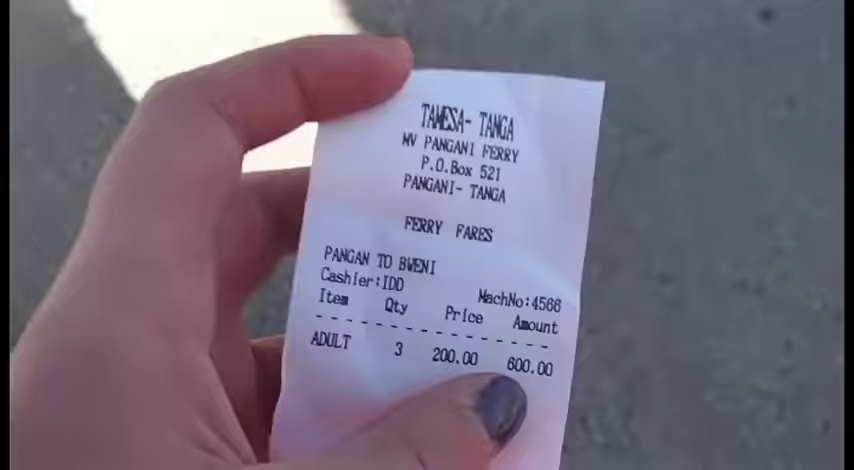 TAMESA- TANGA
MV PANGANI FERRY
P.O.Box 521
PANGANI- TANGA
FERRY FARES
PANGAN TO BWENI
Cashier:IDD MachNo:4566
Item Qty Price Amount
- - - - - - - - - - - - - - - -
ADULT 3 200.00 600.00